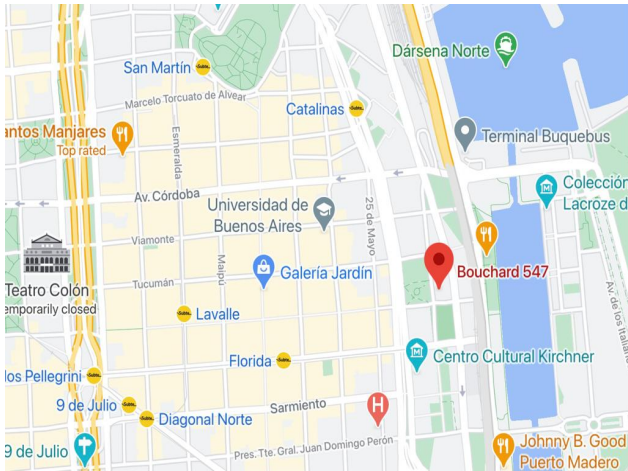 Dársena Norte
San Martín
Marcelo Torcuato de Alvear
Catalinas
antos Manjares
Top rated
Esmeralda
Terminal Buquebus
Av. Córdoba
Colección
Lacroze d
Universidad de
Buenos Aires
25 de Mayo
Viamonte
Maipú
Teatro Colón
emporarily closed
Tucumán
Galería Jardín
Bouchard 547
Av. de los Italiano
Lavalle
los Pellegrini
Florida
Centro Cultural Kirchner
9 de Julio
Diagonal Norte
Sarmiento
H
9 de Julio
Pres. Tte. Gral. Juan Domingo Perón
Johnny B. Good
Puerto Madero